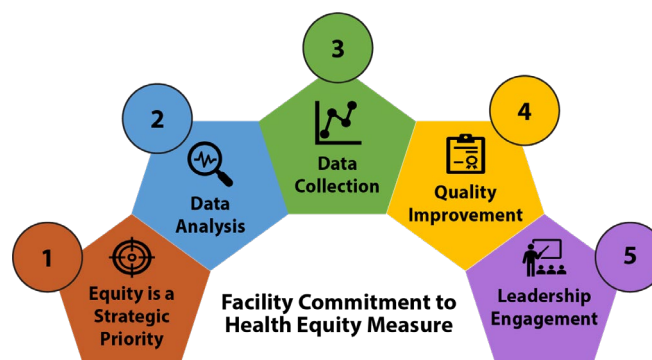 1
Equity is a
Strategic
Priority
2
Data
Analysis
3
Data
Collection
4
Quality
Improvement
5
Leadership
Engagement
Facility Commitment to
Health Equity Measure